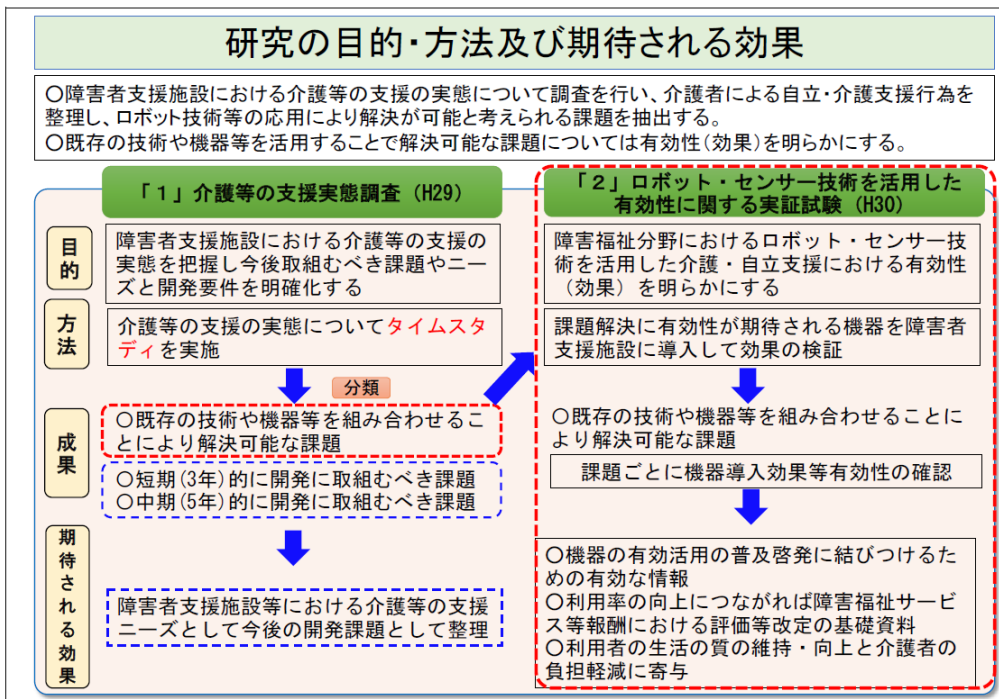 研究の目的・方法及び期待される効果
〇障害者支援施設における介護等の支援の実態について調査を行い、介護者による自立・介護支援行為を
整理し、ロボット技術等の応用により解決が可能と考えられる課題を抽出する。
〇既存の技術や機器等を活用することで解決可能な課題については有効性(効果)を明らかにする。
「1」介護等の支援実態調査(H29)
目的
障害者支援施設における介護等の支援の
実態を把握し今後取組むべき課題やニー
ズと開発要件を明確化する
方法
介護等の支援の実態についてタイムスタ
ディを実施
分類
成果
〇既存の技術や機器等を組み合わせるこ
とにより解決可能な課題
〇短期(3年)的に開発に取組むべき課題
〇中期(5年)的に開発に取組むべき課題
期待される効果
障害者支援施設等における介護等の支援
ニーズとして今後の開発課題として整理
「2」ロボット・センサー技術を活用した
有効性に関する実証試験(H30)
障害福祉分野におけるロボット・センサー技
術を活用した介護・自立支援における有効性
(効果)を明らかにする
課題解決に有効性が期待される機器を障害者
支援施設に導入して効果の検証
〇既存の技術や機器等を組み合わせることに
より解決可能な課題
課題ごとに機器導入効果等有効性の確認
〇機器の有効活用の普及啓発に結びつけるた
めの有効な情報
〇利用率の向上につながれば障害福祉サービ
ス等報酬における評価等改定の基礎資料
〇利用者の生活の質の維持・向上と介護者の
負担軽減に寄与